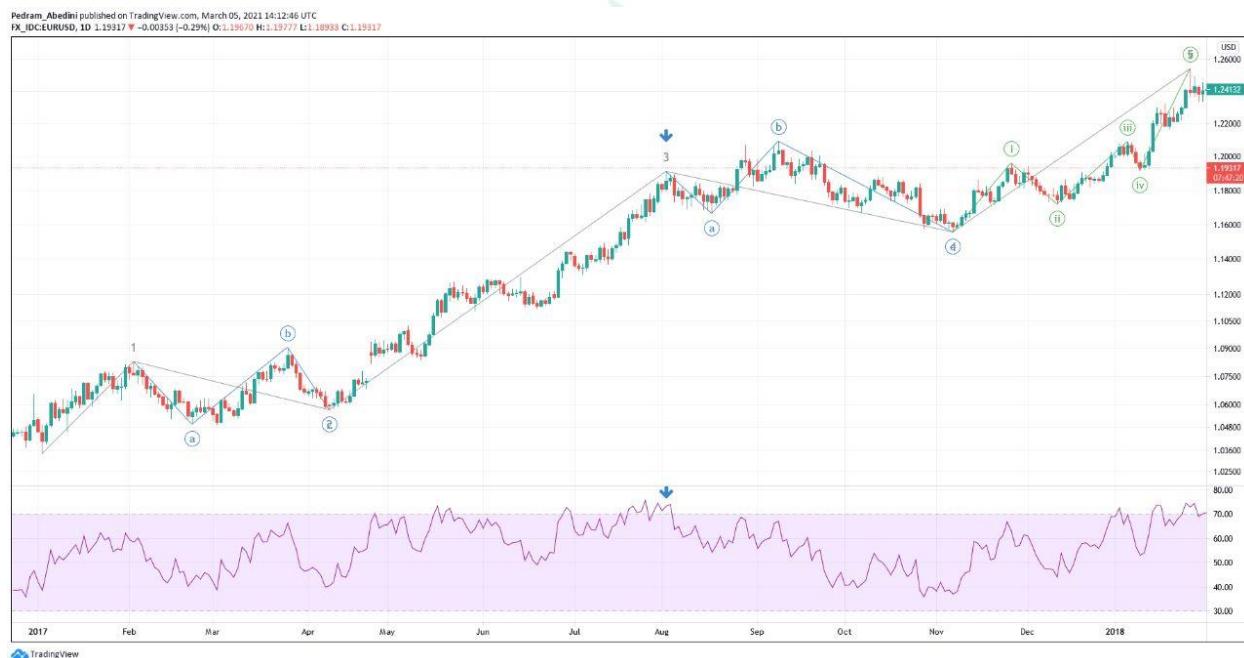 Pedram_Abedini published on TradingView.com, March 05, 2021 14:12:46 UTC
FX_IDC:EURUSD, 1D 1.19317 ▼ −0.00353 (−0.29%) O:1.19670 H:1.19777 L:1.18933 C:1.19317
USD
5
1.26000
1.24132
1.22000
b
iii
3
i
1.20000
1.19317
07:47:20
iv
1.18000
a
ii
1.16000
4
1.14000
1.12000
1.10500
1
b
1.09000
1.07500
1.06000
a
2
1.04800
1.03600
1.02500
80.00
70.00
60.00
50.00
40.00
30.00
2017 Feb Mar Apr May Jun Jul Aug Sep Oct Nov Dec 2018
TradingView